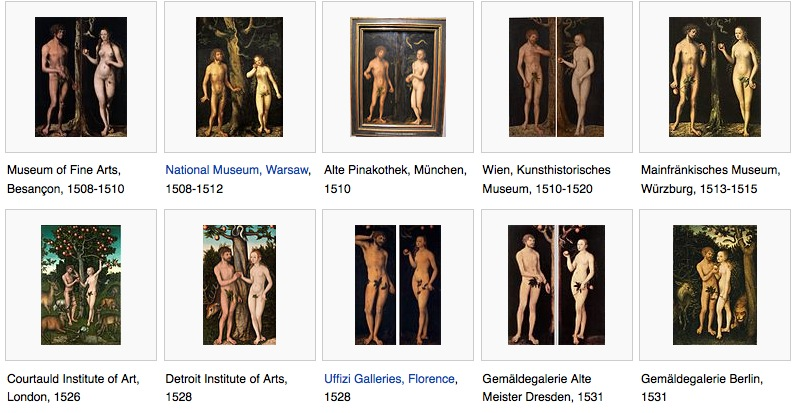 Museum of Fine Arts,
Besançon, 1508-1510
National Museum, Warsaw,
1508-1512
Alte Pinakothek, München,
1510
Wien, Kunsthistorisches
Museum, 1510-1520
Mainfränkisches Museum,
Würzburg, 1513-1515
Courtauld Institute of Art,
London, 1526
Detroit Institute of Arts,
1528
Uffizi Galleries, Florence,
1528
Gemäldegalerie Alte
Meister Dresden, 1531
Gemäldegalerie Berlin,
1531